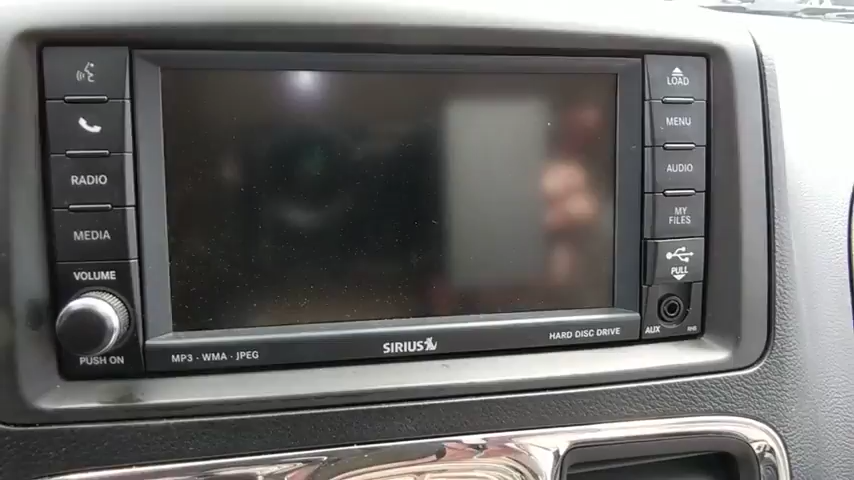 LOAD
MENU
RADIO
AUDIO
MEDIA
MY
FILES
VOLUME
PULL
PUSH ON
MP3 · WMA · JPEG
SIRIUS
HARD DISC DRIVE
AUX
RHB